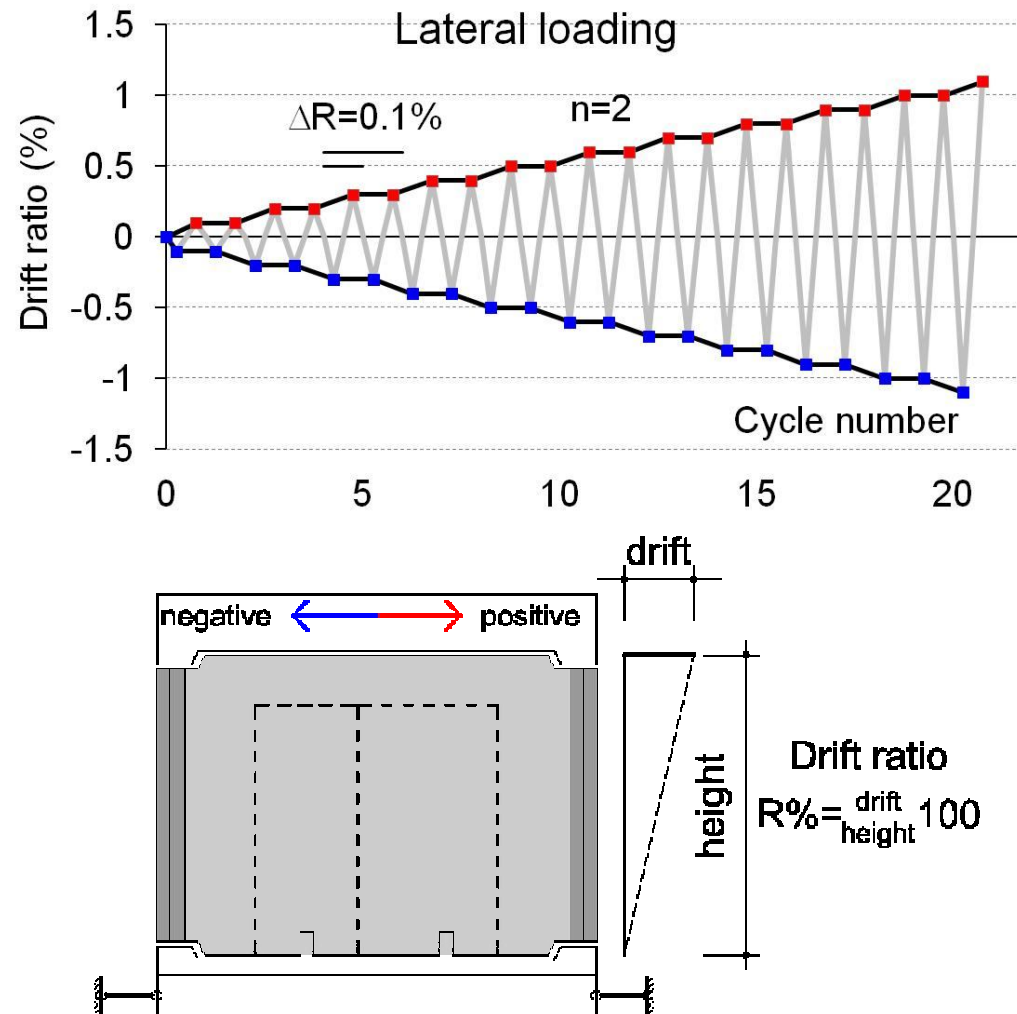 Lateral loading
ΔR=0.1%
n=2
Drift ratio (%)
1.5
1
0.5
0
-0.5
-1
-1.5
Cycle number
0 5 10 15 20
drift
negative positive
height
Drift ratio
R%=drift/height 100